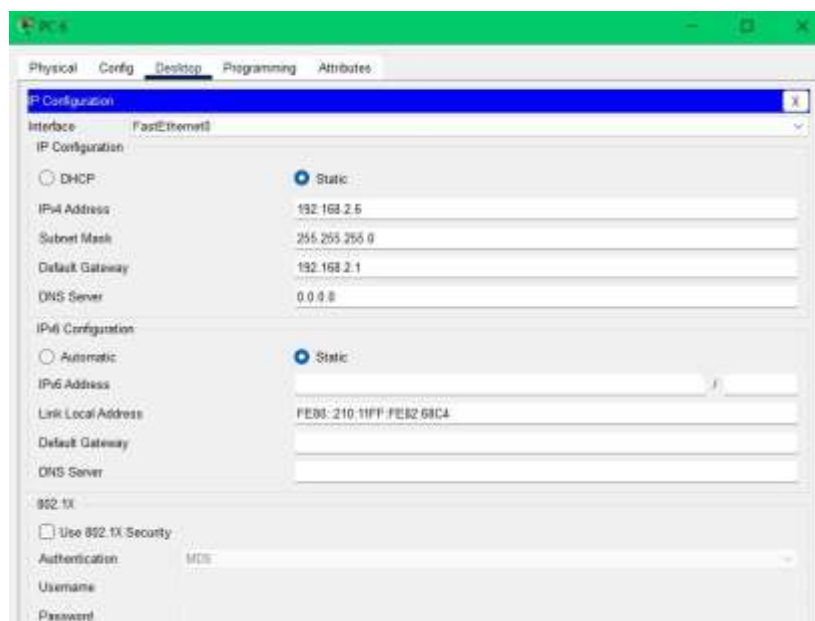 PC 6
Physical Config Desktop Programming Attributes
IP Configuration X
Interface FastEthernet0
IP Configuration
DHCP Static
IPv4 Address 192.168.2.6
Subnet Mask 255.255.255.0
Default Gateway 192.168.2.1
DNS Server 0.0.0.0
IPv6 Configuration
Automatic Static
IPv6 Address /
Link Local Address FE80::210:11FF:FE82:68C4
Default Gateway
DNS Server
802.1X
Use 802.1X Security
Authentication MD5
Username
Password